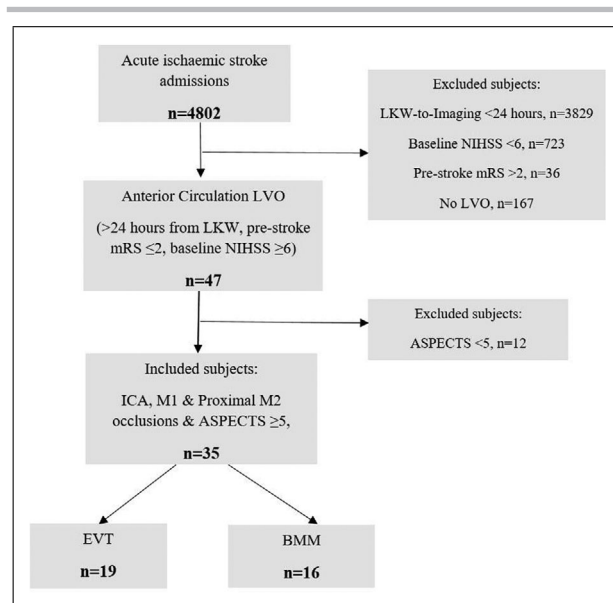 Acute ischaemic stroke
admissions
n=4802
Excluded subjects:
LKW-to-Imaging <24 hours, n=3829
Baseline NIHSS <6, n=723
Pre-stroke mRS >2, n=36
No LVO, n=167
Anterior Circulation LVO
(>24 hours from LKW, pre-stroke
mRS ≤2, baseline NIHSS ≥6)
n=47
Excluded subjects:
ASPECTS <5, n=12
Included subjects:
ICA, M1 & Proximal M2
occlusions & ASPECTS ≥5,
n=35
EVT
n=19
BMM
n=16